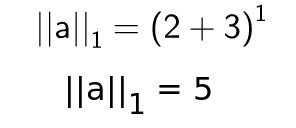 ||a||₁ = (2 + 3)¹
||a||₁ = 5